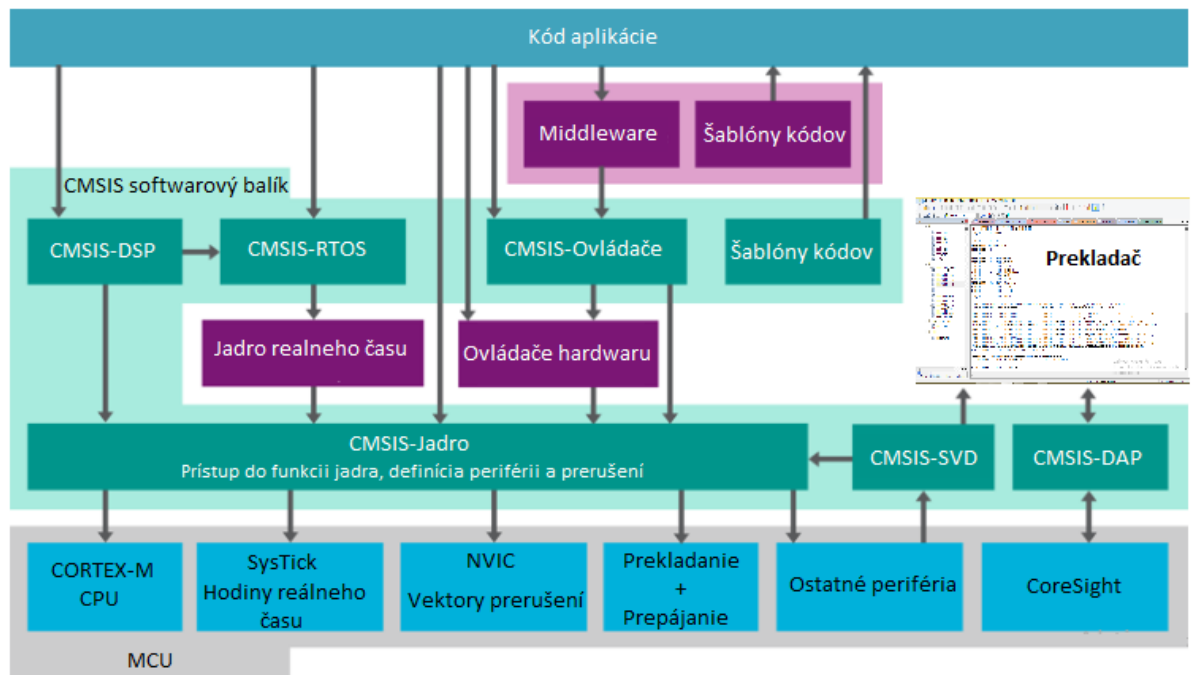 Kód aplikácie
Middleware
Šablóny kódov
CMSIS softwarový balík
CMSIS-DSP
CMSIS-RTOS
CMSIS-Ovládače
Šablóny kódov
Prekladač
Jadro realneho času
Ovládače hardwaru
CMSIS-Jadro
Prístup do funkcii jadra, definícia periférii a prerušení
CMSIS-SVD
CMSIS-DAP
CORTEX-M
CPU
SysTick
Hodiny reálneho
času
NVIC
Vektory prerušení
Prekladanie
+
Prepájanie
Ostatné periféria
CoreSight
MCU